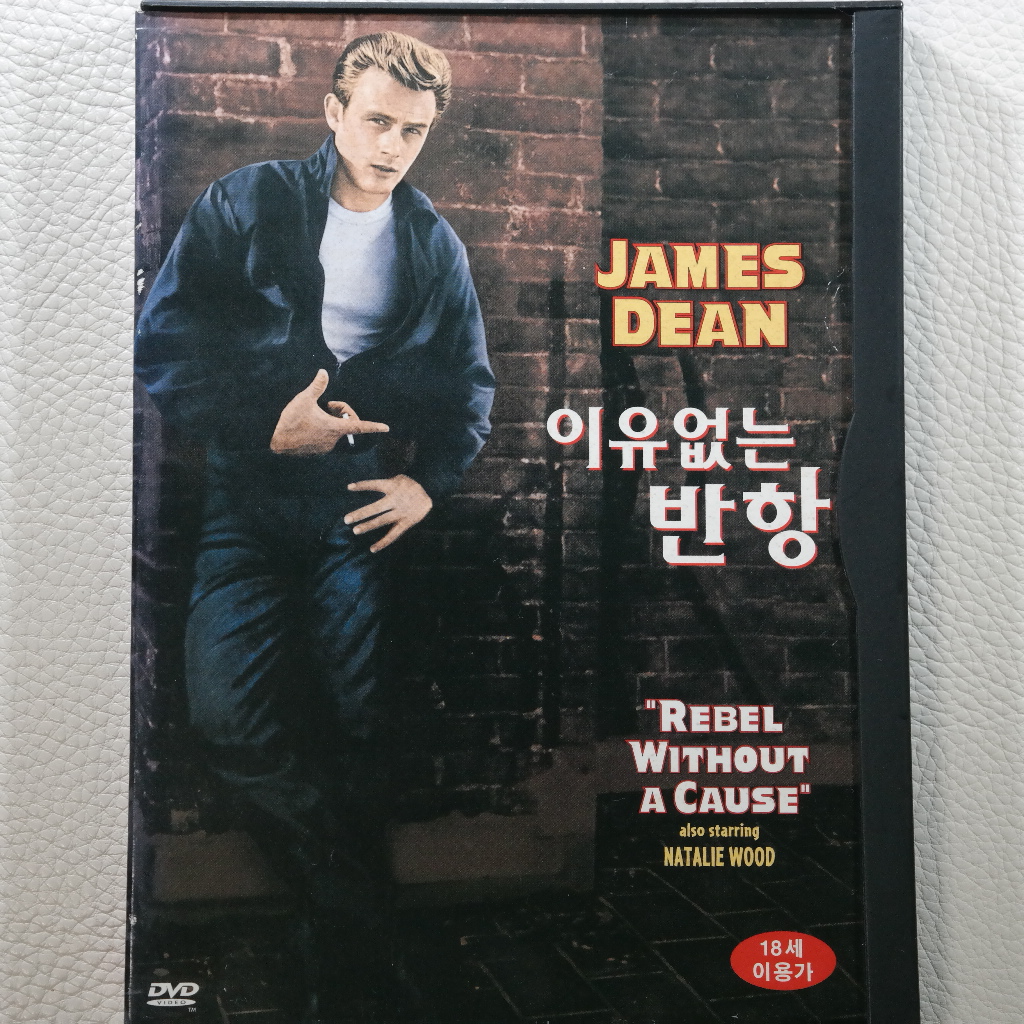 JAMES
DEAN
이유없는
반항
"REBEL
WITHOUT
A CAUSE"
also starring
NATALIE WOOD
18세
이용가
DVD
VIDEO
TM